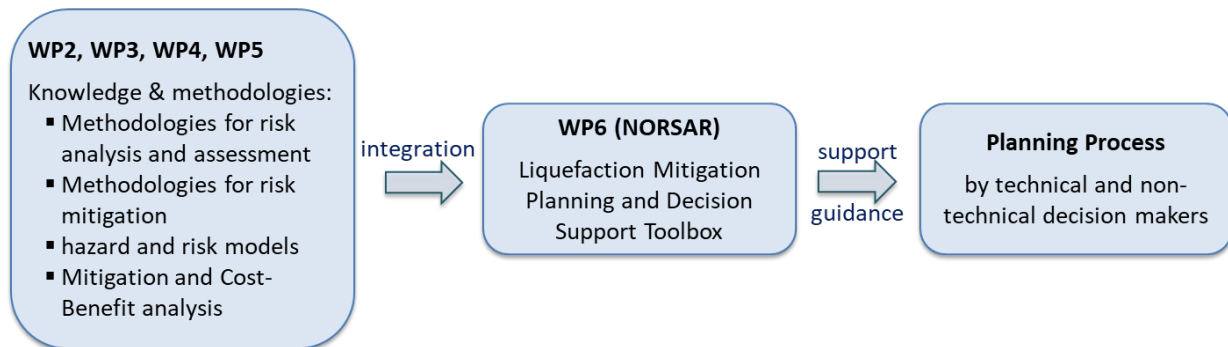 WP2, WP3, WP4, WP5
Knowledge & methodologies:
▪ Methodologies for risk
analysis and assessment
▪ Methodologies for risk
mitigation
▪ hazard and risk models
▪ Mitigation and Cost-
Benefit analysis
integration
WP6 (NORSAR)
Liquefaction Mitigation
Planning and Decision
Support Toolbox
support
guidance
Planning Process
by technical and non-
technical decision makers